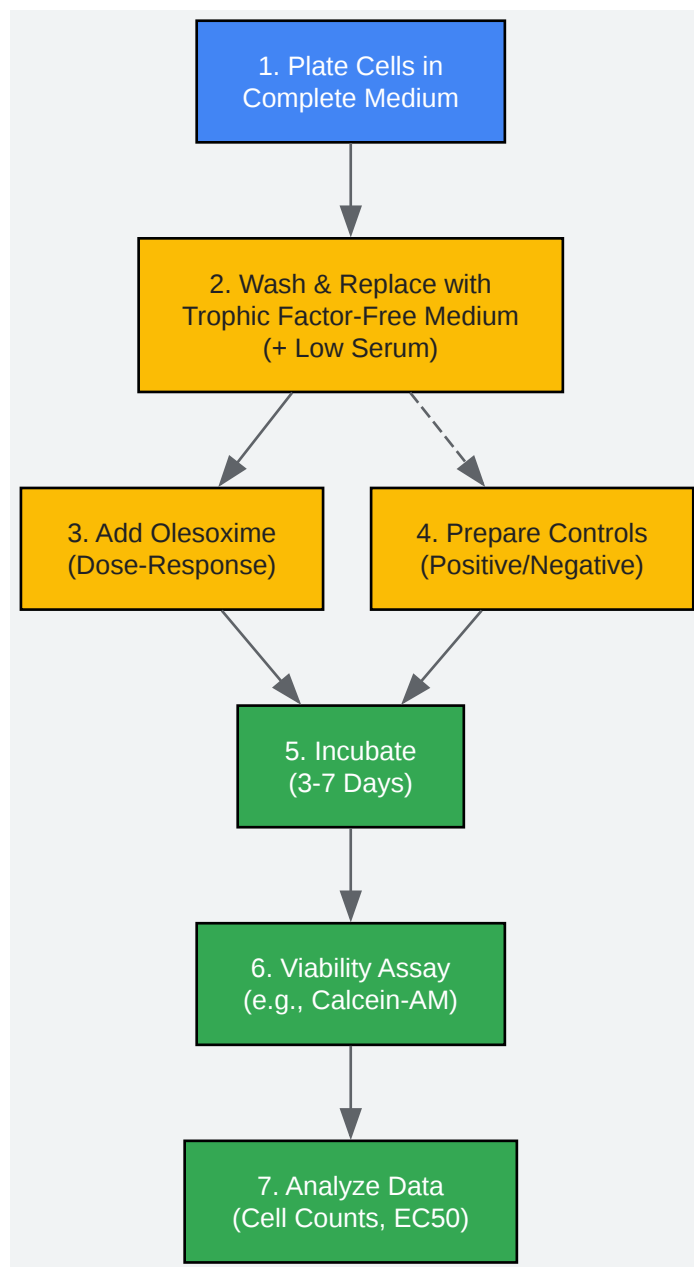 1. Plate Cells in
Complete Medium
2. Wash & Replace with
Trophic Factor-Free Medium
(+ Low Serum)
3. Add Olesoxime
(Dose-Response)
4. Prepare Controls
(Positive/Negative)
5. Incubate
(3-7 Days)
6. Viability Assay
(e.g., Calcein-AM)
7. Analyze Data
(Cell Counts, EC50)